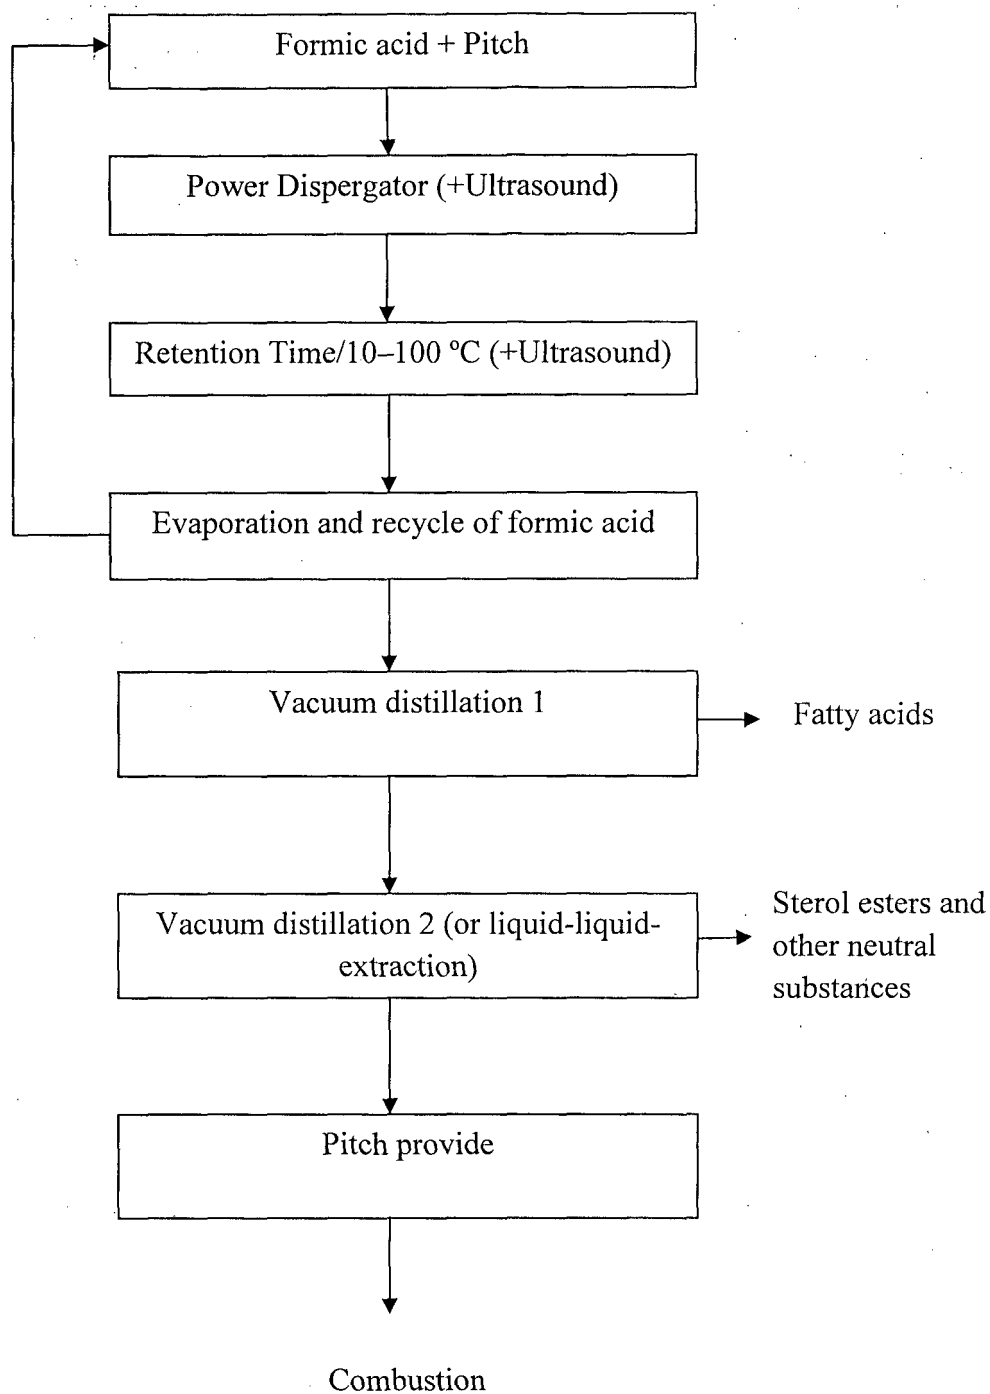 Formic acid + Pitch
Power Dispergator (+Ultrasound)
Retention Time/10–100 ºC (+Ultrasound)
Evaporation and recycle of formic acid
Vacuum distillation 1
Fatty acids
Vacuum distillation 2 (or liquid-liquid-
extraction)
Sterol esters and
other neutral
substances
Pitch provide
Combustion